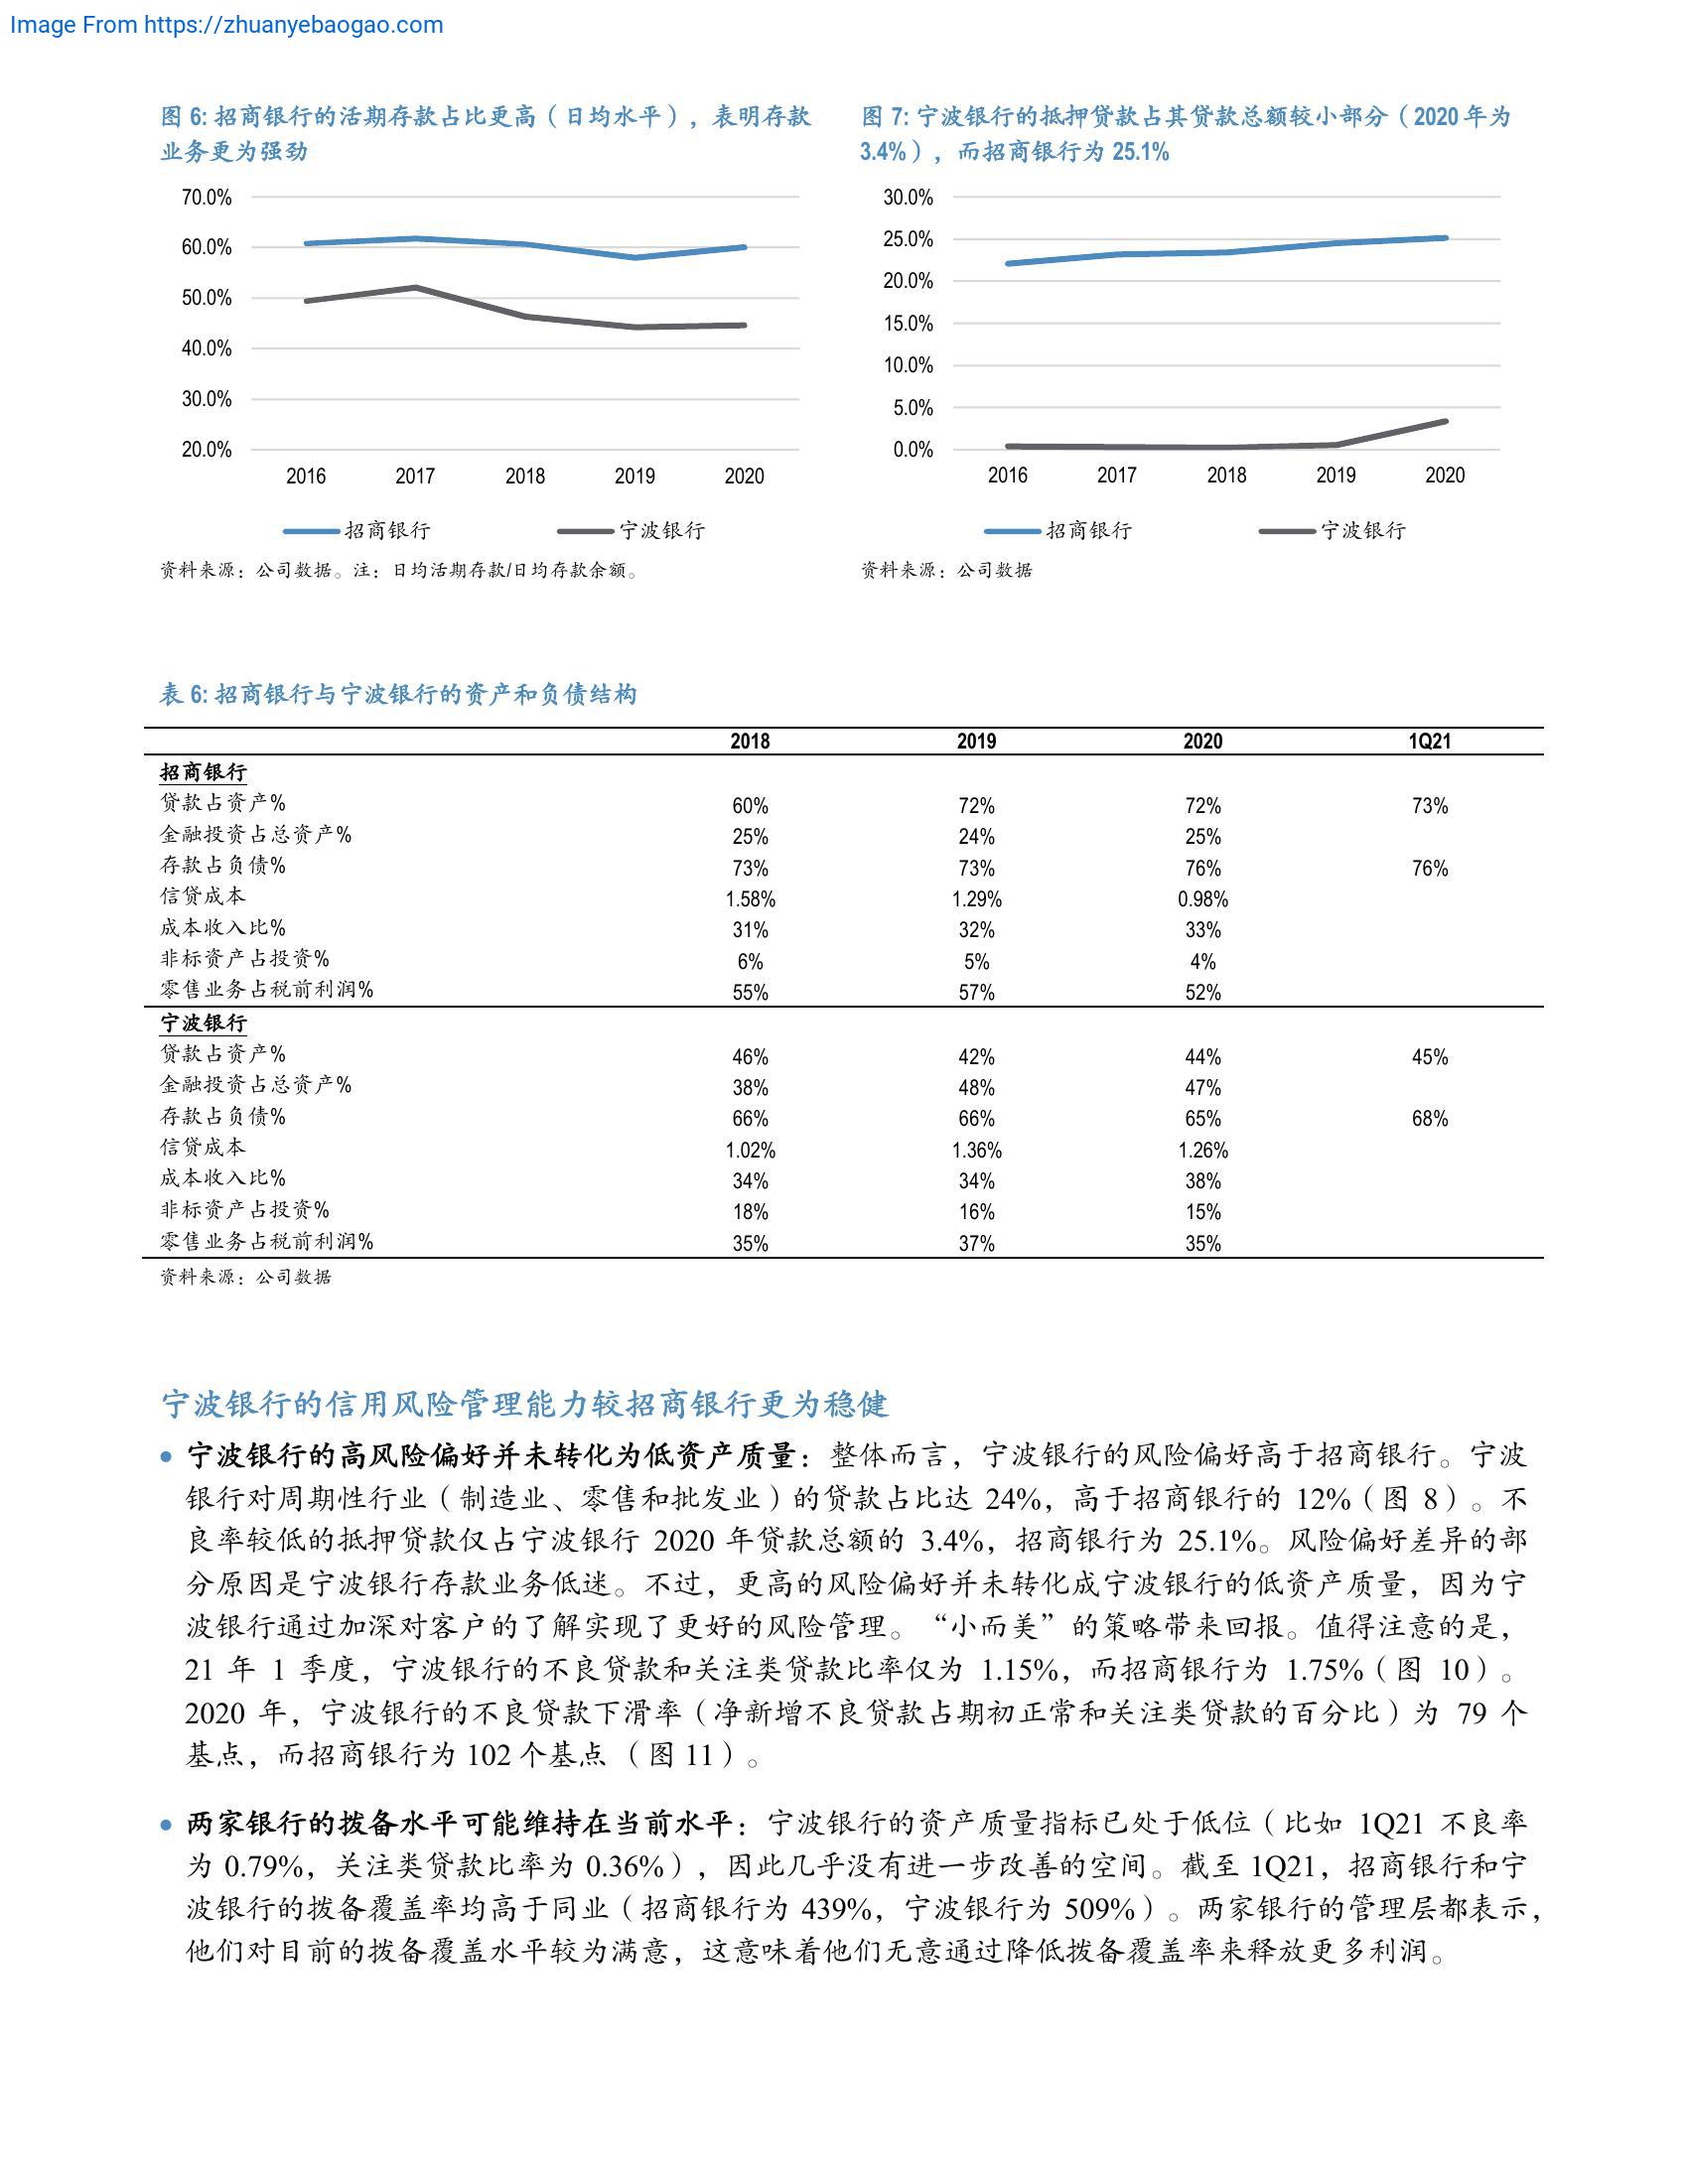 Image From https://zhuanyebaogao.com
图 6: 招商银行的活期存款占比更高（日均水平），表明存款
业务更为强劲
70.0%
60.0%
50.0%
40.0%
30.0%
20.0%
2016 2017 2018 2019 2020
招商银行 宁波银行
资料来源：公司数据。注：日均活期存款/日均存款余额。
图 7: 宁波银行的抵押贷款占其贷款总额较小部分（2020 年为
3.4%），而招商银行为 25.1%
30.0%
25.0%
20.0%
15.0%
10.0%
5.0%
0.0%
2016 2017 2018 2019 2020
招商银行 宁波银行
资料来源：公司数据
表 6: 招商银行与宁波银行的资产和负债结构
2018 2019 2020 1Q21
招商银行
贷款占资产% 60% 72% 72% 73%
金融投资占总资产% 25% 24% 25%
存款占负债% 73% 73% 76% 76%
信贷成本 1.58% 1.29% 0.98%
成本收入比% 31% 32% 33%
非标资产占投资% 6% 5% 4%
零售业务占税前利润% 55% 57% 52%
宁波银行
贷款占资产% 46% 42% 44% 45%
金融投资占总资产% 38% 48% 47%
存款占负债% 66% 66% 65% 68%
信贷成本 1.02% 1.36% 1.26%
成本收入比% 34% 34% 38%
非标资产占投资% 18% 16% 15%
零售业务占税前利润% 35% 37% 35%
资料来源：公司数据
宁波银行的信用风险管理能力较招商银行更为稳健
• 宁波银行的高风险偏好并未转化为低资产质量：整体而言，宁波银行的风险偏好高于招商银行。宁波
银行对周期性行业（制造业、零售和批发业）的贷款占比达 24%，高于招商银行的 12%（图 8）。不
良率较低的抵押贷款仅占宁波银行 2020 年贷款总额的 3.4%，招商银行为 25.1%。风险偏好差异的部
分原因是宁波银行存款业务低迷。不过，更高的风险偏好并未转化成宁波银行的低资产质量，因为宁
波银行通过加深对客户的了解实现了更好的风险管理。“小而美”的策略带来回报。值得注意的是，
21 年 1 季度，宁波银行的不良贷款和关注类贷款比率仅为 1.15%，而招商银行为 1.75%（图 10）。
2020 年，宁波银行的不良贷款下滑率（净新增不良贷款占期初正常和关注类贷款的百分比）为 79 个
基点，而招商银行为 102 个基点 （图 11）。
• 两家银行的拨备水平可能维持在当前水平：宁波银行的资产质量指标已处于低位（比如 1Q21 不良率
为 0.79%，关注类贷款比率为 0.36%），因此几乎没有进一步改善的空间。截至 1Q21，招商银行和宁
波银行的拨备覆盖率均高于同业（招商银行为 439%，宁波银行为 509%）。两家银行的管理层都表示，
他们对目前的拨备覆盖水平较为满意，这意味着他们无意通过降低拨备覆盖率来释放更多利润。